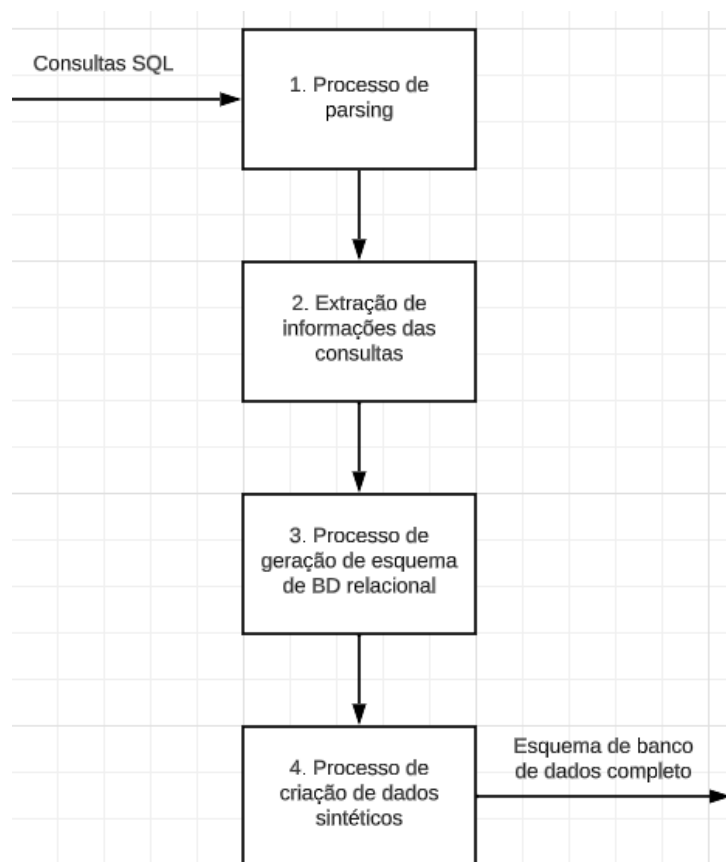 Consultas SQL
1. Processo de
parsing
2. Extração de
informações das
consultas
3. Processo de
geração de esquema
de BD relacional
4. Processo de
criação de dados
sintéticos
Esquema de banco
de dados completo